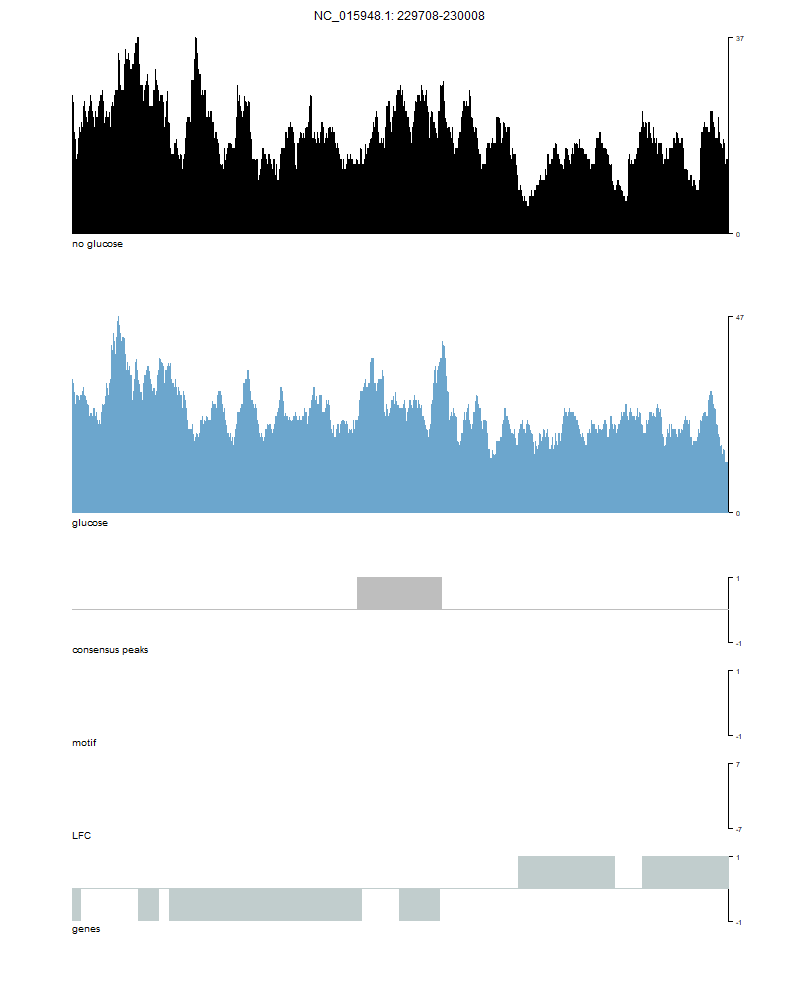 NC_015948.1: 229708-230008
37
0
no glucose
47
0
glucose
1
-1
consensus peaks
1
-1
motif
7
-7
LFC
1
-1
genes